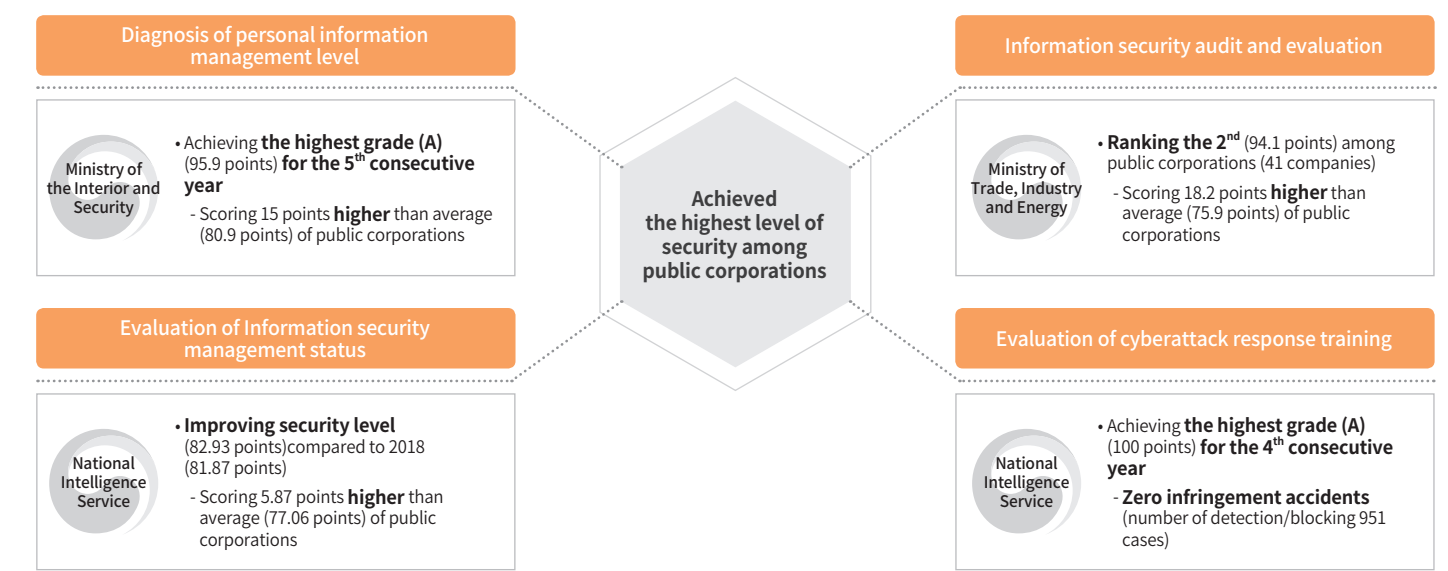 Diagnosis of personal information
management level
Ministry of
the Interior and
Security
• Achieving the highest grade (A)
(95.9 points) for the 5th consecutive
year
- Scoring 15 points higher than average
(80.9 points) of public corporations
Information security audit and evaluation
Ministry of
Trade, Industry
and Energy
• Ranking the 2nd (94.1 points) among
public corporations (41 companies)
- Scoring 18.2 points higher than
average (75.9 points) of public
corporations
Achieved
the highest level of
security among
public corporations
Evaluation of Information security
management status
National
Intelligence
Service
• Improving security level
(82.93 points)compared to 2018
(81.87 points)
- Scoring 5.87 points higher than
average (77.06 points) of public
corporations
Evaluation of cyberattack response training
National
Intelligence
Service
• Achieving the highest grade (A)
(100 points) for the 4th consecutive
year
- Zero infringement accidents
(number of detection/blocking 951
cases)